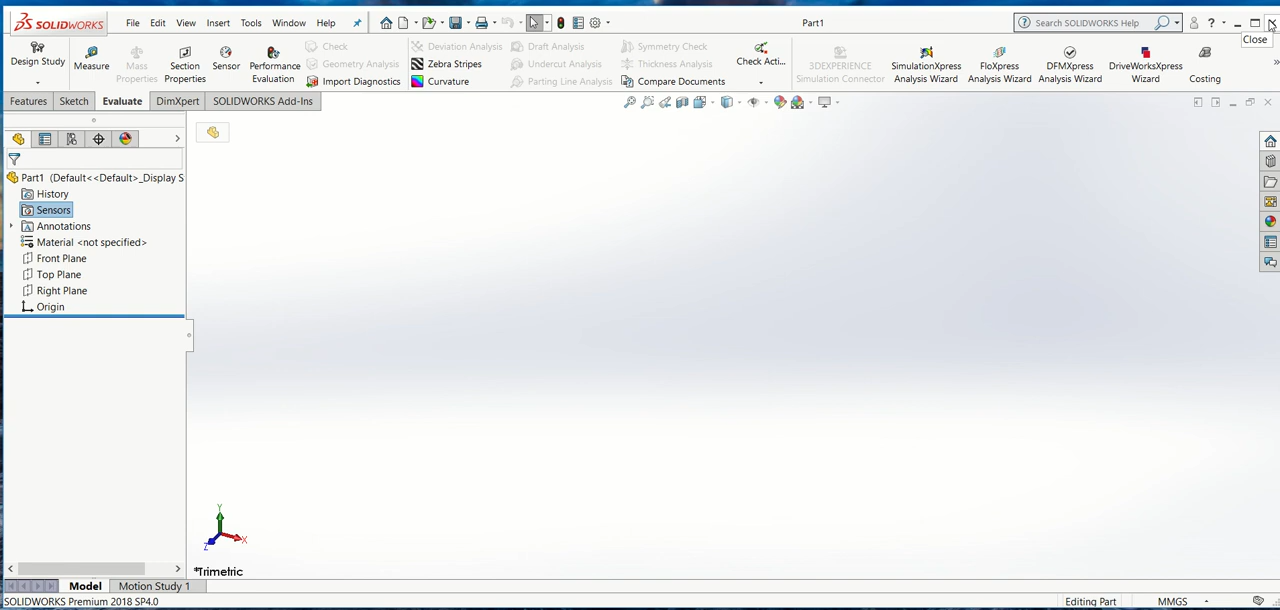 SOLIDWORKS File Edit View Insert Tools Window Help Part1 Search SOLIDWORKS Help ?
Close
Design Study Measure Mass Properties Section Properties Sensor Performance Evaluation
Check Deviation Analysis Draft Analysis Symmetry Check
Geometry Analysis Zebra Stripes Undercut Analysis Thickness Analysis
Import Diagnostics Curvature Parting Line Analysis Compare Documents
Check Acti... 3DEXPERIENCE Simulation Connector SimulationXpress Analysis Wizard FloXpress Analysis Wizard DFMXpress Analysis Wizard DriveWorksXpress Wizard Costing
Features Sketch Evaluate DimXpert SOLIDWORKS Add-Ins
Part1 (Default<<Default>_Display S
History
Sensors
Annotations
Material <not specified>
Front Plane
Top Plane
Right Plane
Origin
Y
X
Z
*Trimetric
Model Motion Study 1
SOLIDWORKS Premium 2018 SP4.0 Editing Part MMGS